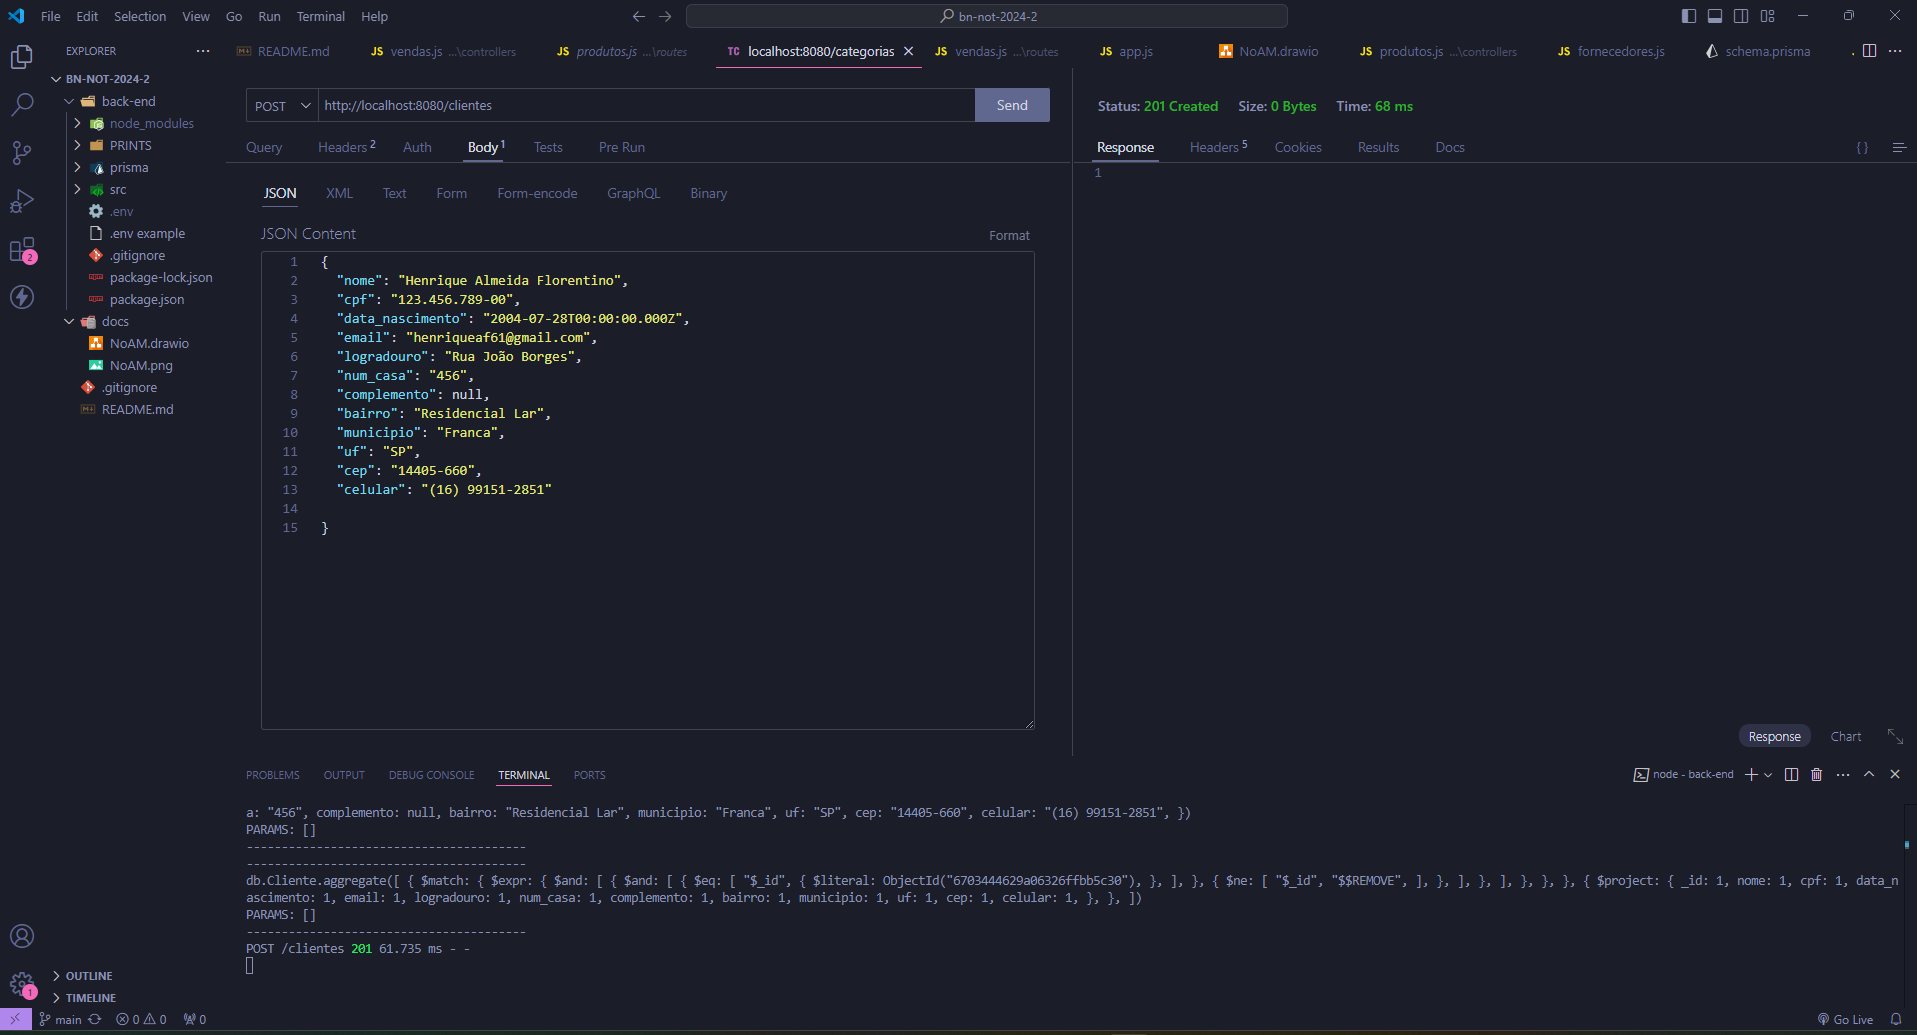 File Edit Selection View Go Run Terminal Help
bn-not-2024-2
EXPLORER
README.md
JS vendas.js ...\controllers
JS produtos.js ...\routes
TC localhost:8080/categorias
JS vendas.js ...\routes
JS app.js
NoAM.drawio
JS produtos.js ...\controllers
JS fornecedores.js
schema.prisma
BN-NOT-2024-2
back-end
node_modules
PRINTS
prisma
src
.env
.env example
.gitignore
package-lock.json
package.json
docs
NoAM.drawio
NoAM.png
.gitignore
README.md
OUTLINE
TIMELINE
2
1
POST http://localhost:8080/clientes Send
Query Headers 2 Auth Body 1 Tests Pre Run
JSON XML Text Form Form-encode GraphQL Binary
JSON Content
Format
1 {
2 "nome": "Henrique Almeida Florentino",
3 "cpf": "123.456.789-00",
4 "data_nascimento": "2004-07-28T00:00:00.000Z",
5 "email": "henriqueaf61@gmail.com",
6 "logradouro": "Rua João Borges",
7 "num_casa": "456",
8 "complemento": null,
9 "bairro": "Residencial Lar",
10 "municipio": "Franca",
11 "uf": "SP",
12 "cep": "14405-660",
13 "celular": "(16) 99151-2851"
14
15 }
Status: 201 Created Size: 0 Bytes Time: 68 ms
Response Headers 5 Cookies Results Docs { }
1
Response Chart
PROBLEMS OUTPUT DEBUG CONSOLE TERMINAL PORTS
node - back-end
a: "456", complemento: null, bairro: "Residencial Lar", municipio: "Franca", uf: "SP", cep: "14405-660", celular: "(16) 99151-2851", })
PARAMS: []
----------------------------------------
----------------------------------------
db.Cliente.aggregate([ { $match: { $expr: { $and: [ { $and: [ { $eq: [ "$_id", { $literal: ObjectId("6703444629a06326ffbb5c30"), }, ], }, { $ne: [ "$_id", "$$REMOVE", ], }, ], }, ], }, }, }, { $project: { _id: 1, nome: 1, cpf: 1, data_n
ascimento: 1, email: 1, logradouro: 1, num_casa: 1, complemento: 1, bairro: 1, municipio: 1, uf: 1, cep: 1, celular: 1, }, }, ])
PARAMS: []
----------------------------------------
POST /clientes 201 61.735 ms - -
main 0 0 0
Go Live